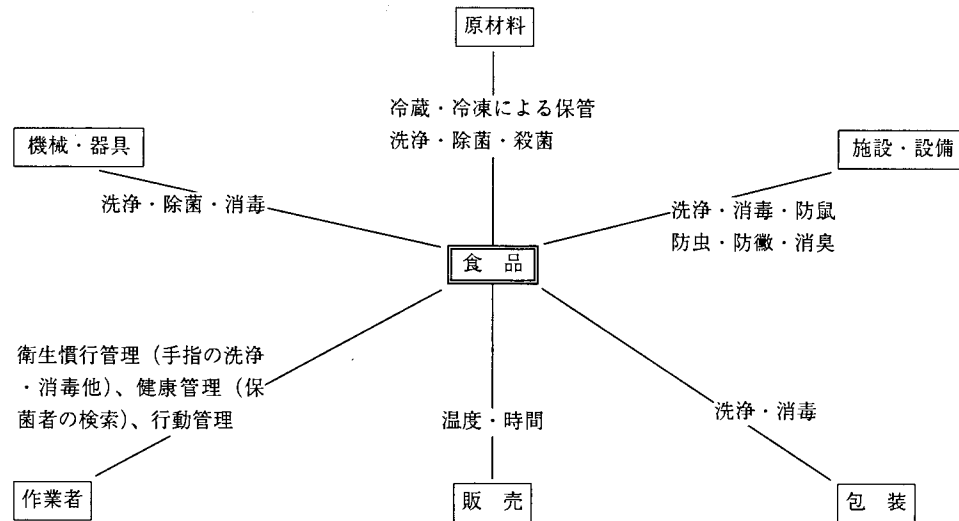 原材料
冷蔵・冷凍による保管
洗浄・除菌・殺菌
機械・器具
施設・設備
洗浄・除菌・消毒
洗浄・消毒・防鼠
防虫・防黴・消臭
食 品
衛生慣行管理（手指の洗浄
・消毒他）、健康管理（保
菌者の検索）、行動管理
温度・時間
洗浄・消毒
作業者
販 売
包 装